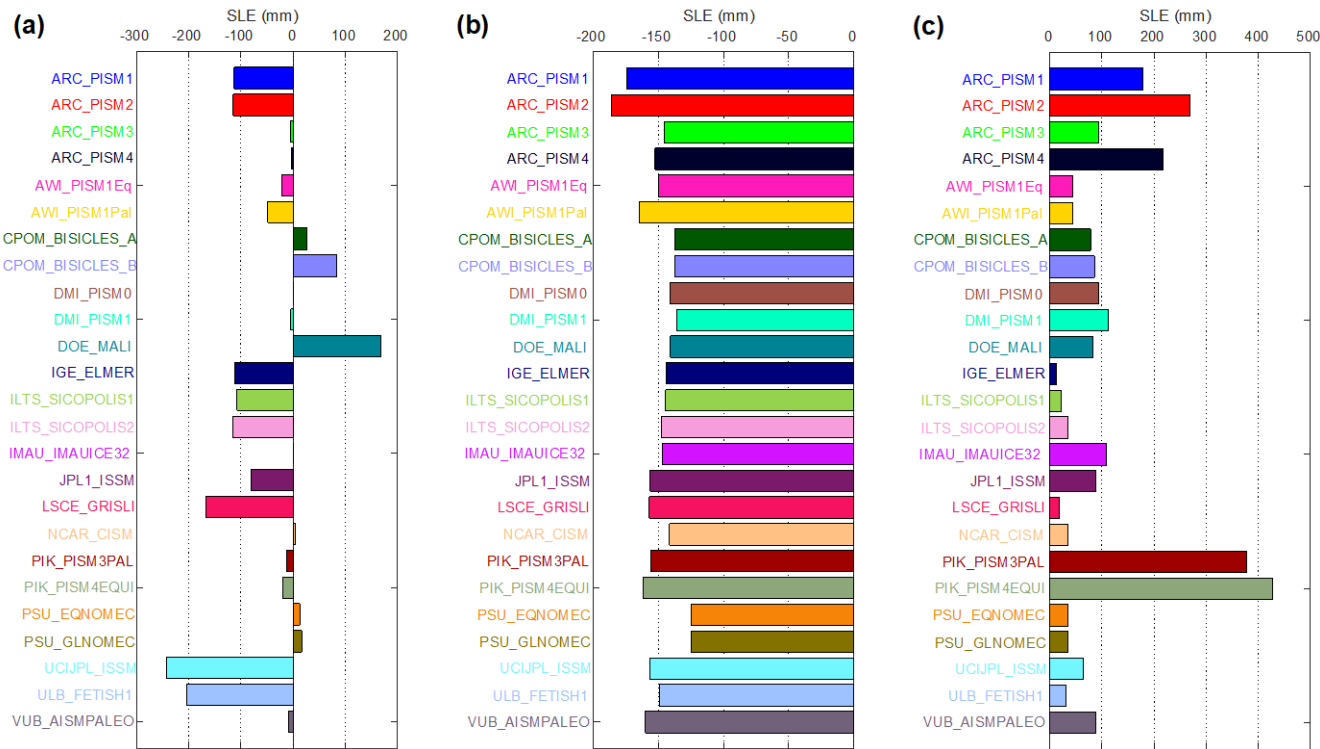 (a)
SLE (mm)
-300 -200 -100 0 100 200
ARC_PISM1
ARC_PISM2
ARC_PISM3
ARC_PISM4
AWI_PISM1Eq
AWI_PISM1Pal
CPOM_BISICLES_A
CPOM_BISICLES_B
DMI_PISM0
DMI_PISM1
DOE_MALI
IGE_ELMER
ILTS_SICOPOLIS1
ILTS_SICOPOLIS2
IMAU_IMAUICE32
JPL1_ISSM
LSCE_GRISLI
NCAR_CISM
PIK_PISM3PAL
PIK_PISM4EQUI
PSU_EQNOMEC
PSU_GLNOMEC
UCIJPL_ISSM
ULB_FETISH1
VUB_AISMPALEO
(b)
SLE (mm)
-200 -150 -100 -50 0
ARC_PISM1
ARC_PISM2
ARC_PISM3
ARC_PISM4
AWI_PISM1Eq
AWI_PISM1Pal
CPOM_BISICLES_A
CPOM_BISICLES_B
DMI_PISM0
DMI_PISM1
DOE_MALI
IGE_ELMER
ILTS_SICOPOLIS1
ILTS_SICOPOLIS2
IMAU_IMAUICE32
JPL1_ISSM
LSCE_GRISLI
NCAR_CISM
PIK_PISM3PAL
PIK_PISM4EQUI
PSU_EQNOMEC
PSU_GLNOMEC
UCIJPL_ISSM
ULB_FETISH1
VUB_AISMPALEO
(c)
SLE (mm)
0 100 200 300 400 500
ARC_PISM1
ARC_PISM2
ARC_PISM3
ARC_PISM4
AWI_PISM1Eq
AWI_PISM1Pal
CPOM_BISICLES_A
CPOM_BISICLES_B
DMI_PISM0
DMI_PISM1
DOE_MALI
IGE_ELMER
ILTS_SICOPOLIS1
ILTS_SICOPOLIS2
IMAU_IMAUICE32
JPL1_ISSM
LSCE_GRISLI
NCAR_CISM
PIK_PISM3PAL
PIK_PISM4EQUI
PSU_EQNOMEC
PSU_GLNOMEC
UCIJPL_ISSM
ULB_FETISH1
VUB_AISMPALEO